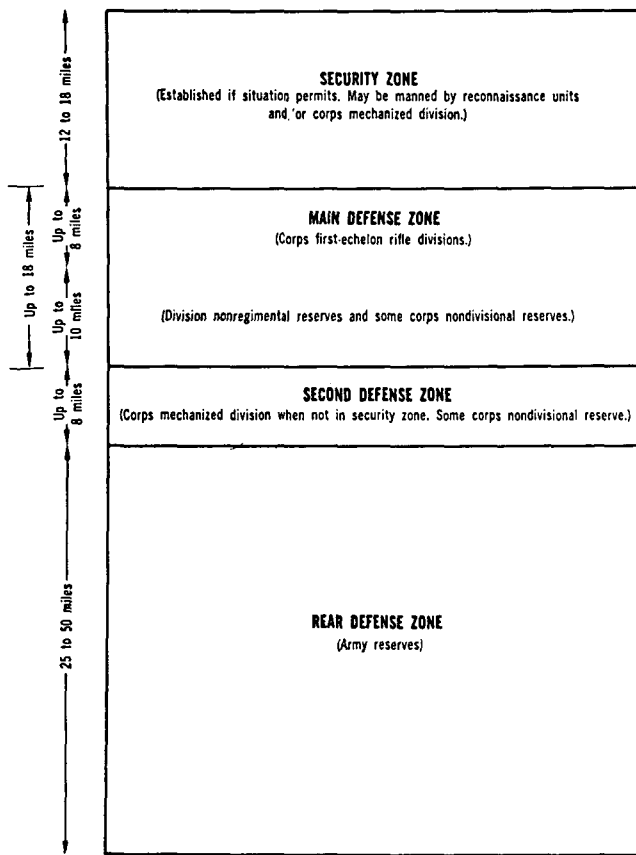 12 to 18 miles
SECURITY ZONE
(Established if situation permits. May be manned by reconnaissance units
and/or corps mechanized division.)
Up to 18 miles
Up to
8 miles
MAIN DEFENSE ZONE
(Corps first-echelon rifle divisions.)
Up to
10 miles
(Division nonregimental reserves and some corps nondivisional reserves.)
Up to
8 miles
SECOND DEFENSE ZONE
(Corps mechanized division when not in security zone. Some corps nondivisional reserve.)
25 to 50 miles
REAR DEFENSE ZONE
(Army reserves)